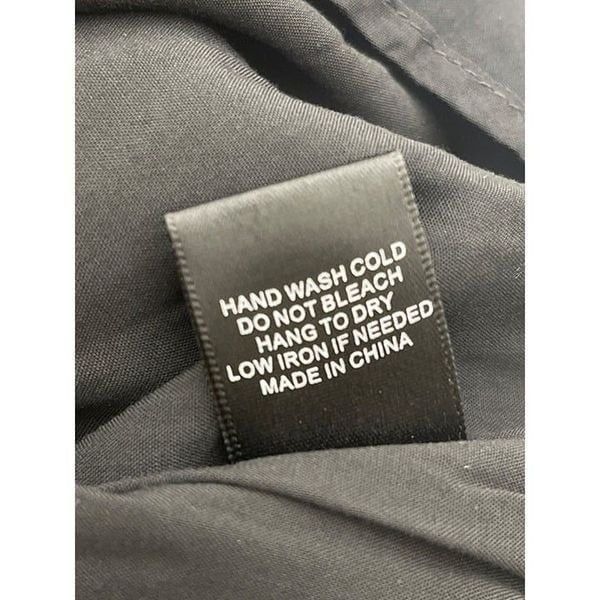 HAND WASH COLD
DO NOT BLEACH
HANG TO DRY
LOW IRON IF NEEDED
MADE IN CHINA